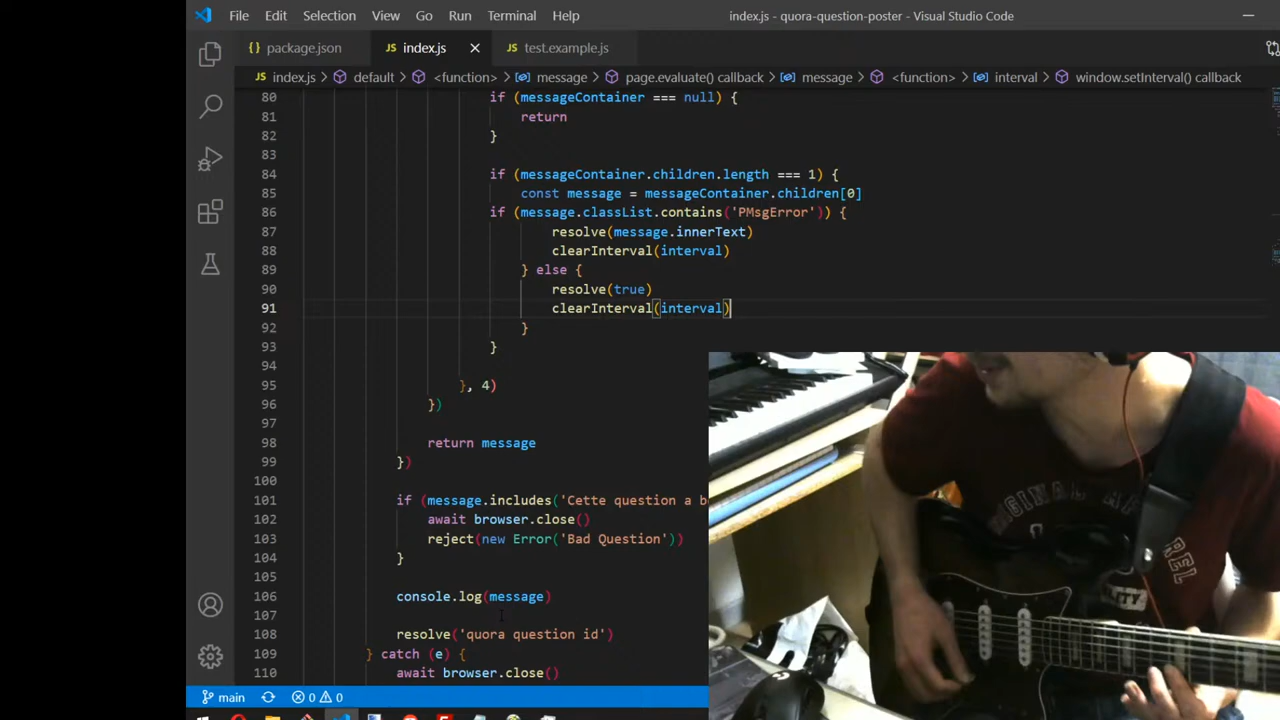 File Edit Selection View Go Run Terminal Help index.js - quora-question-poster - Visual Studio Code
{} package.json JS index.js JS test.example.js
JS index.js > default > <function> > message > page.evaluate() callback > message > <function> > interval > window.setInterval() callback
80 if (messageContainer === null) {
81 return
82 }
83
84 if (messageContainer.children.length === 1) {
85 const message = messageContainer.children[0]
86 if (message.classList.contains('PMsgError')) {
87 resolve(message.innerText)
88 clearInterval(interval)
89 } else {
90 resolve(true)
91 clearInterval(interval)
92 }
93 }
94
95 }, 4)
96 })
97
98 return message
99 })
100
101 if (message.includes('Cette question a b
102 await browser.close()
103 reject(new Error('Bad Question'))
104 }
105
106 console.log(message)
107
108 resolve('quora question id')
109 } catch (e) {
110 await browser.close()
main 0 0